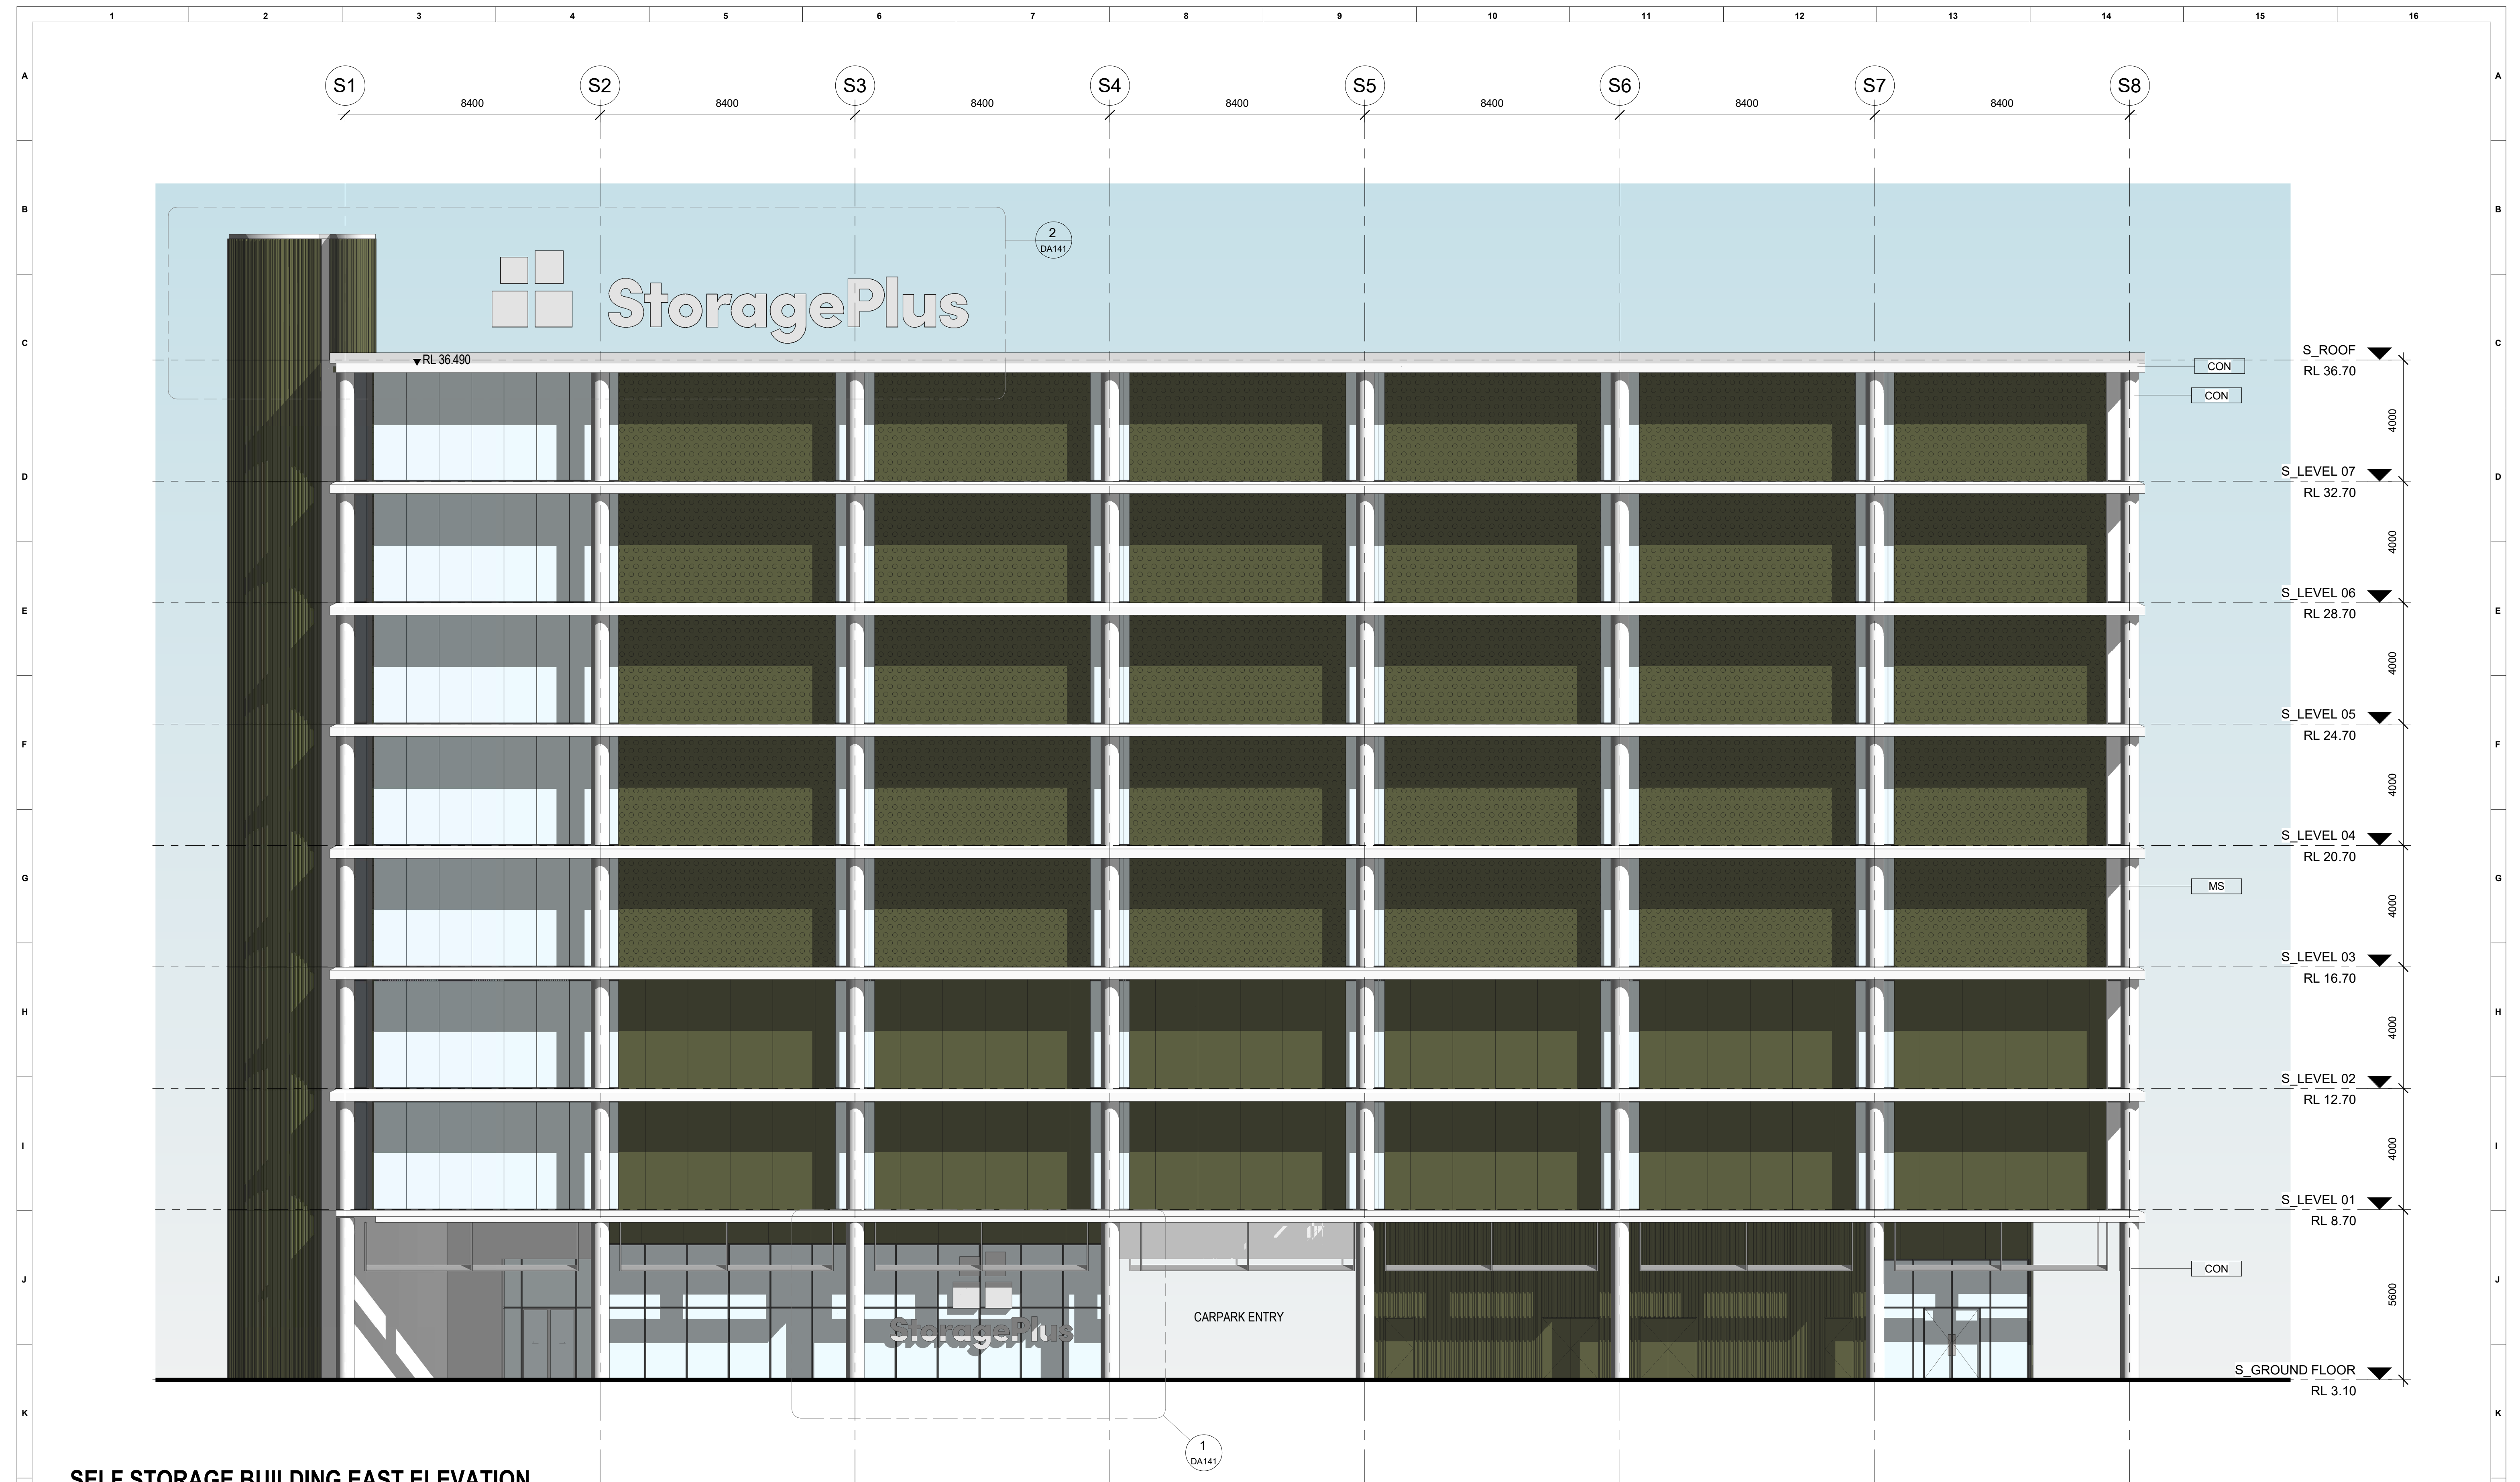 1 2 3 4 5 6 7 8 9 10 11 12 13 14 15 16
A A
S1 S2 S3 S4 S5 S6 S7 S8
8400 8400 8400 8400 8400 8400 8400
B B
2
DA141
StoragePlus
C C
S_ROOF
RL 36.490
RL 36.70
CON
CON
4000
D D
S_LEVEL 07
RL 32.70
4000
E E
S_LEVEL 06
RL 28.70
4000
F F
S_LEVEL 05
RL 24.70
4000
S_LEVEL 04
RL 20.70
G G
MS
4000
S_LEVEL 03
RL 16.70
H H
4000
S_LEVEL 02
RL 12.70
I I
4000
S_LEVEL 01
RL 8.70
J J
CON
5600
CARPARK ENTRY
StoragePlus
S_GROUND FLOOR
RL 3.10
K K
1
DA141
SELF STORAGE BUILDING EAST ELEVATION